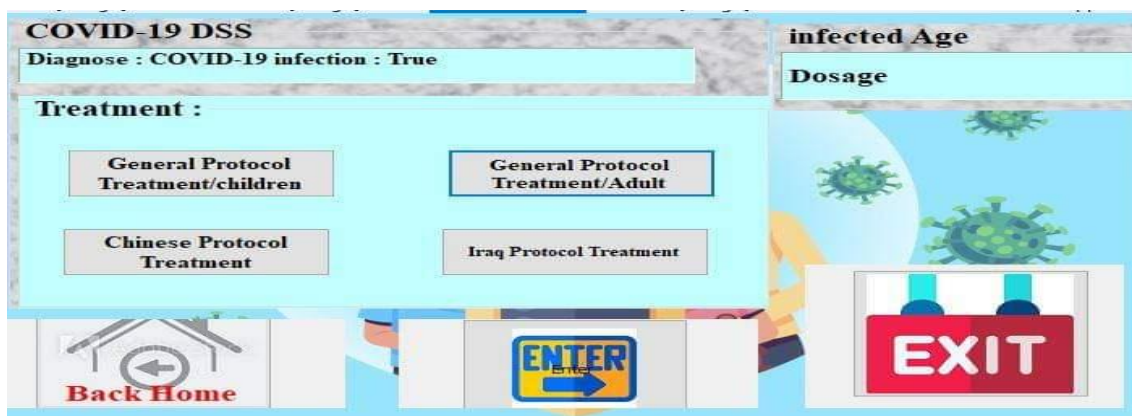 COVID-19 DSS
infected Age
Diagnose : COVID-19 infection : True
Dosage
Treatment :
General Protocol
Treatment/children
General Protocol
Treatment/Adult
Chinese Protocol
Treatment
Iraq Protocol Treatment
Back Home
ENTER
Enter
EXIT